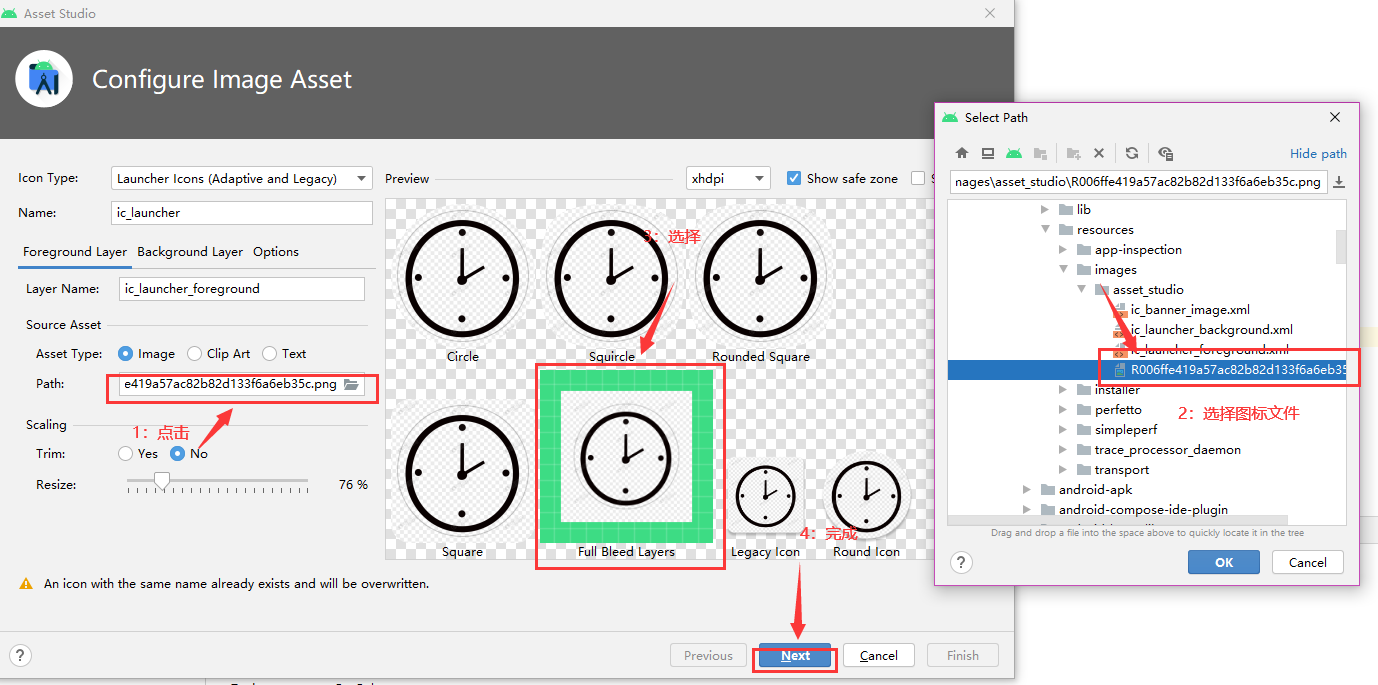 Asset Studio
Configure Image Asset
Icon Type:
Launcher Icons (Adaptive and Legacy)
Name:
ic_launcher
Foreground Layer
Background Layer
Options
Layer Name:
ic_launcher_foreground
Source Asset
Asset Type:
Image
Clip Art
Text
Path:
e419a57ac82b82d133f6a6eb35c.png
1：点击
Scaling
Trim:
Yes
No
Resize:
76 %
Preview
xhdpi
Show safe zone
3：选择
Circle
Squircle
Rounded Square
Square
Full Bleed Layers
Legacy Icon
Round Icon
4：完成
An icon with the same name already exists and will be overwritten.
?
Previous
Next
Cancel
Finish
Select Path
Hide path
nages\asset_studio\R006ffe419a57ac82b82d133f6a6eb35c.png
lib
resources
app-inspection
images
asset_studio
ic_banner_image.xml
ic_launcher_background.xml
ic_launcher_foreground.xml
R006ffe419a57ac82b82d133f6a6eb35
installer
perfetto
2：选择图标文件
simpleperf
trace_processor_daemon
transport
android-apk
android-compose-ide-plugin
Drag and drop a file into the space above to quickly locate it in the tree
?
OK
Cancel